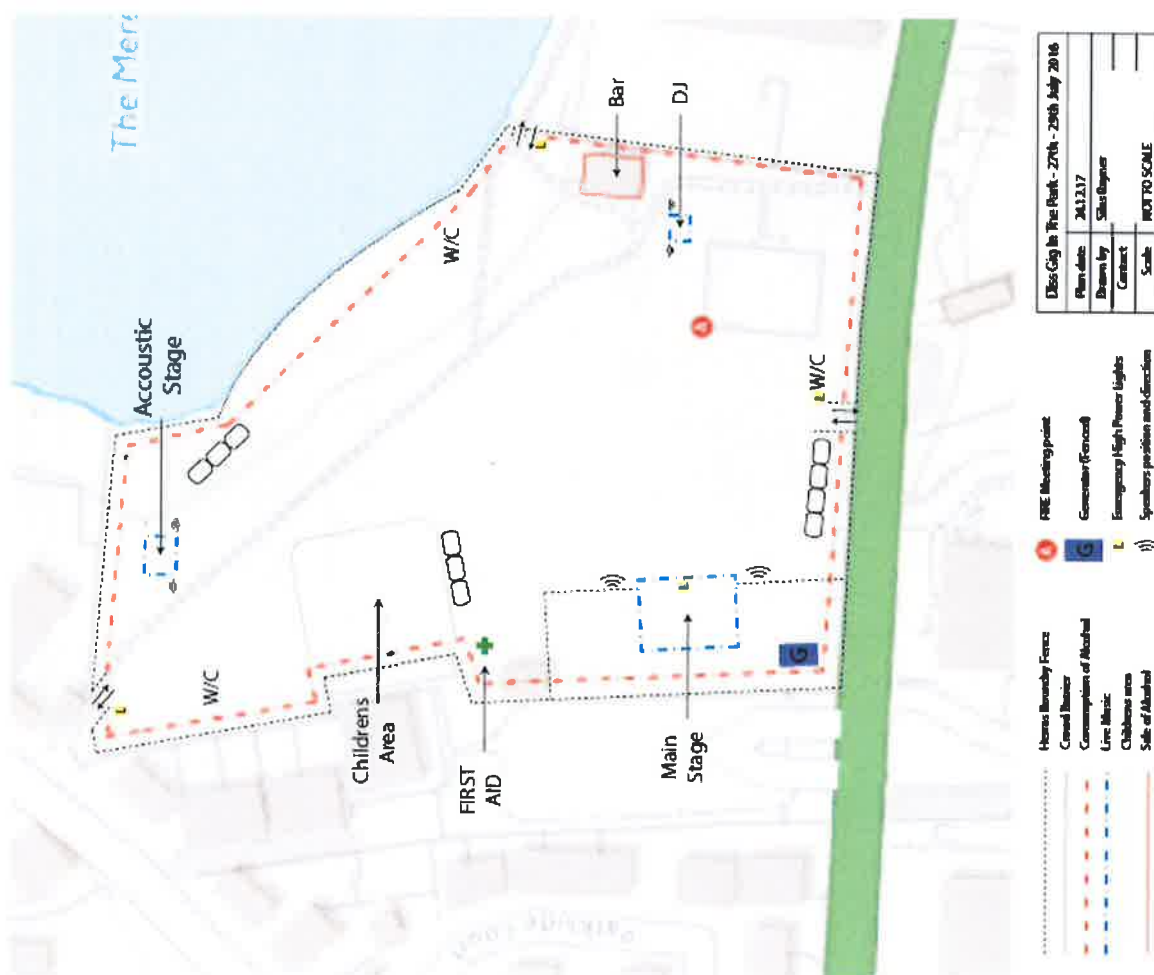 The Mere
Accoustic
Stage
W/C
Bar
DJ
W/C
L
L
W/C
L
L
G
Childrens
Area
FIRST
AID
Main
Stage
Heras Boundry Fence
Crowd Barrier
Consumption of Alcohol
Live Music
Childrens area
Sale of Alcohol
FIRE Meeting point
G
Generator (Fenced)
L
Emergency High Power Lights
Speakers position and direction
Diss Gig In The Park - 27th - 29th July 2016
Plan date
Drawn by
Silas Rayner
Contact
Scale
NOT TO SCALE